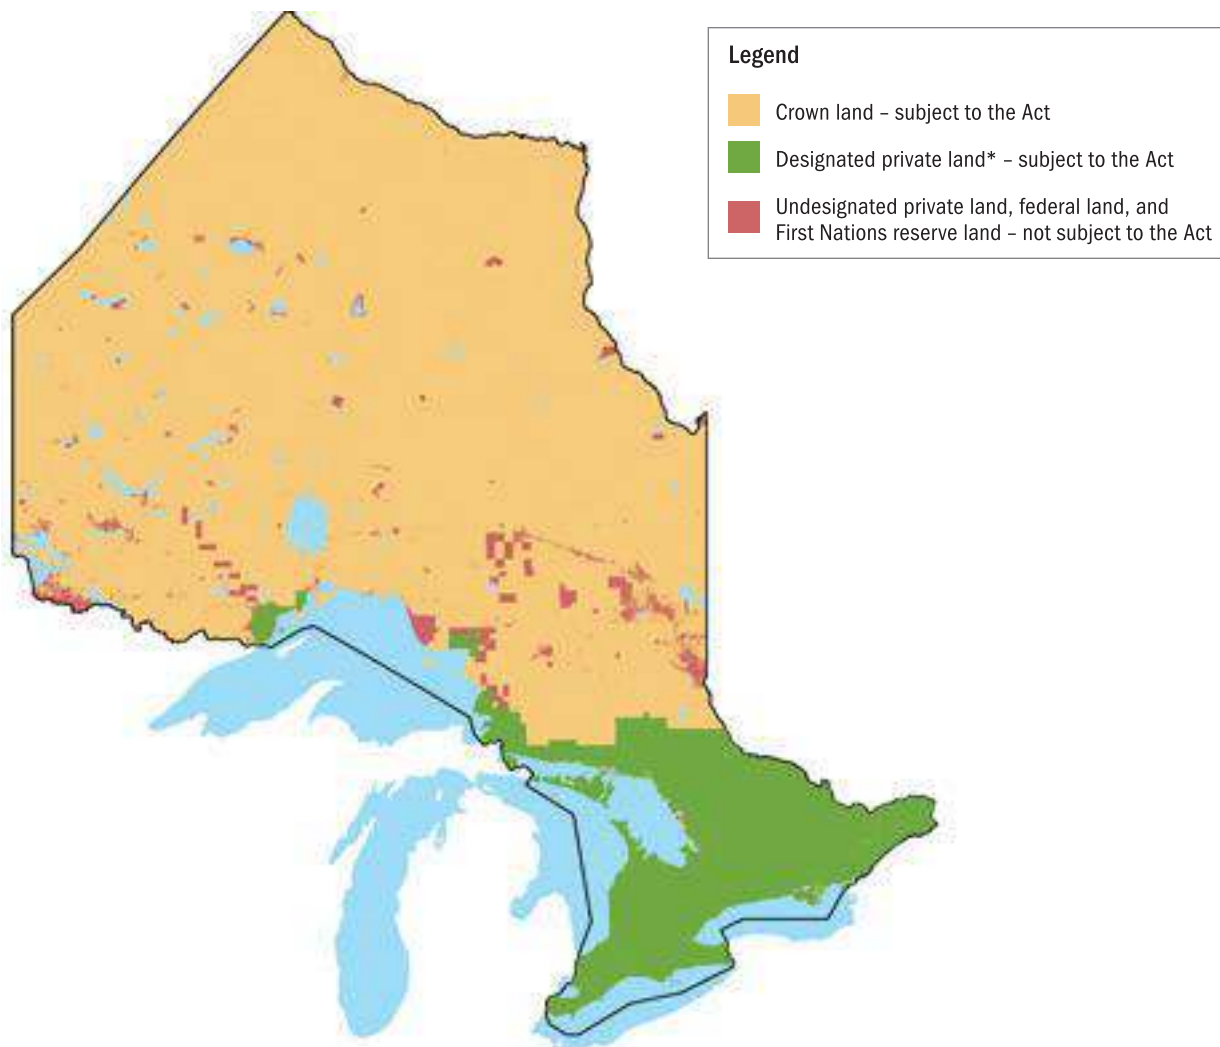 Legend
Crown land – subject to the Act
Designated private land* – subject to the Act
Undesignated private land, federal land, and
First Nations reserve land – not subject to the Act